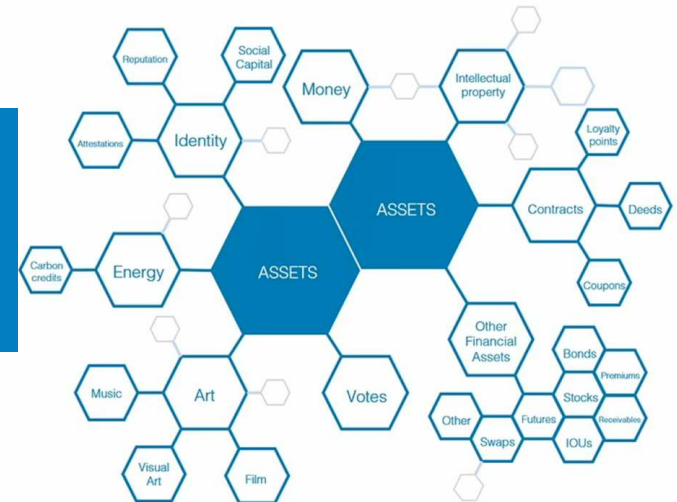 Reputation
Social
Capital
Money
Intellectual
property
Attestations
Identity
Loyalty
points
ASSETS
Contracts
Deeds
Carbon
credits
Energy
ASSETS
Coupons
Other
Financial
Assets
Bonds
Premiums
Music
Art
Votes
Stocks
Other
Futures
Receivables
Swaps
IOUs
Visual
Art
Film